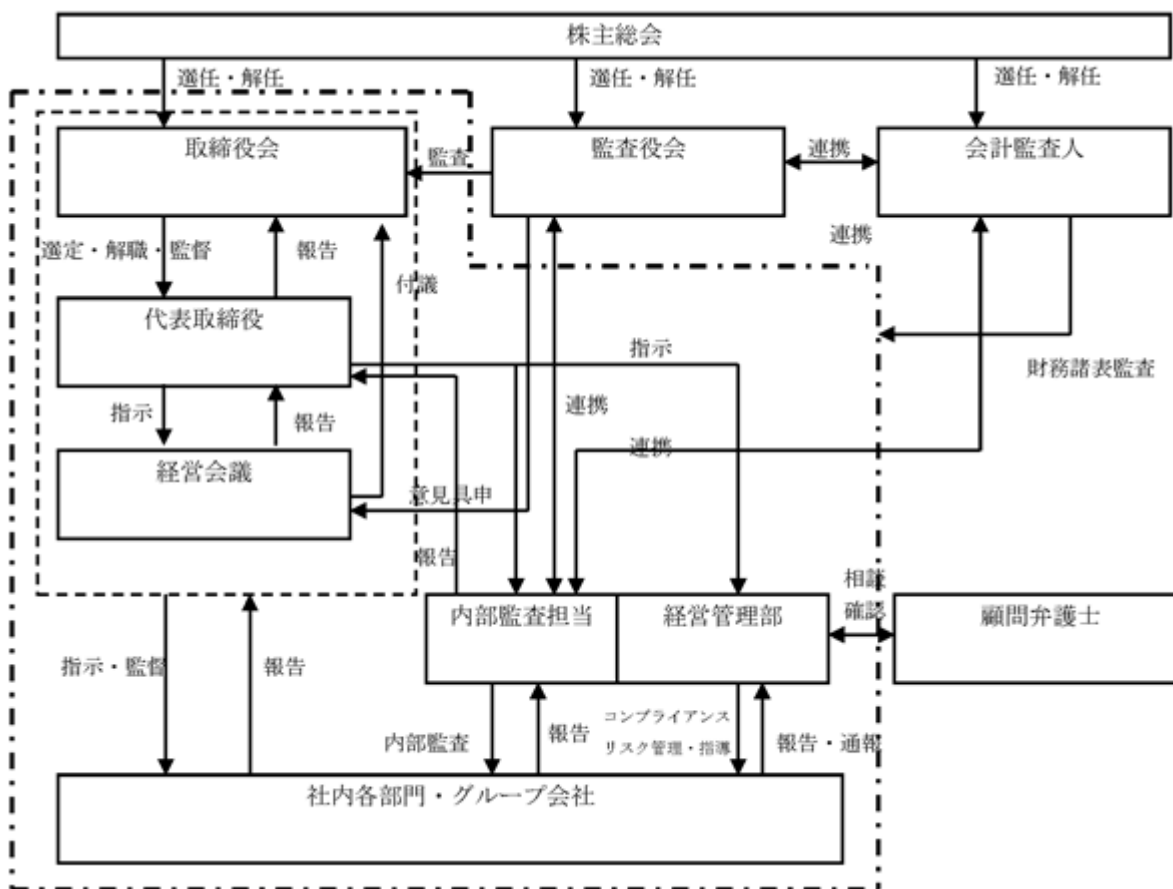 株主総会
選任・解任
選任・解任
選任・解任
取締役会
監査役会
会計監査人
監査
連携
選定・解職・監督
報告
付議
連携
代表取締役
指示
財務諸表監査
指示
報告
連携
連携
経営会議
意見具申
報告
相談
確認
内部監査担当
経営管理部
顧問弁護士
指示・監督
報告
内部監査
報告
コンプライアンス
リスク管理・指導
報告・通報
社内各部門・グループ会社